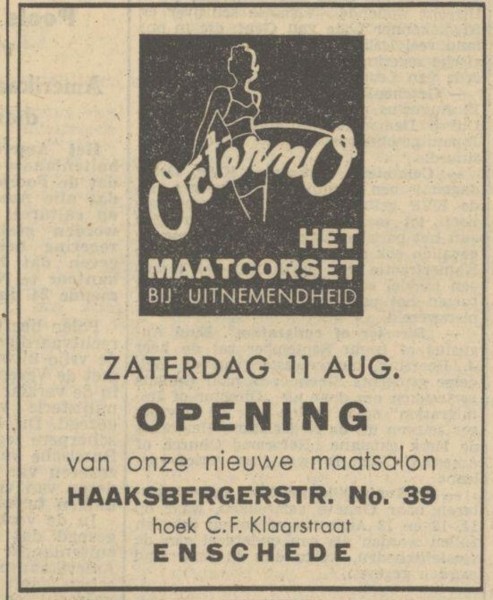 Octerno
HET
MAATCORSET
BIJ UITNEMENDHEID
ZATERDAG 11 AUG.
OPENING
van onze nieuwe maatsalon
HAAKSBERGERSTR. No. 39
hoek C.F. Klaarstraat
ENSCHEDE